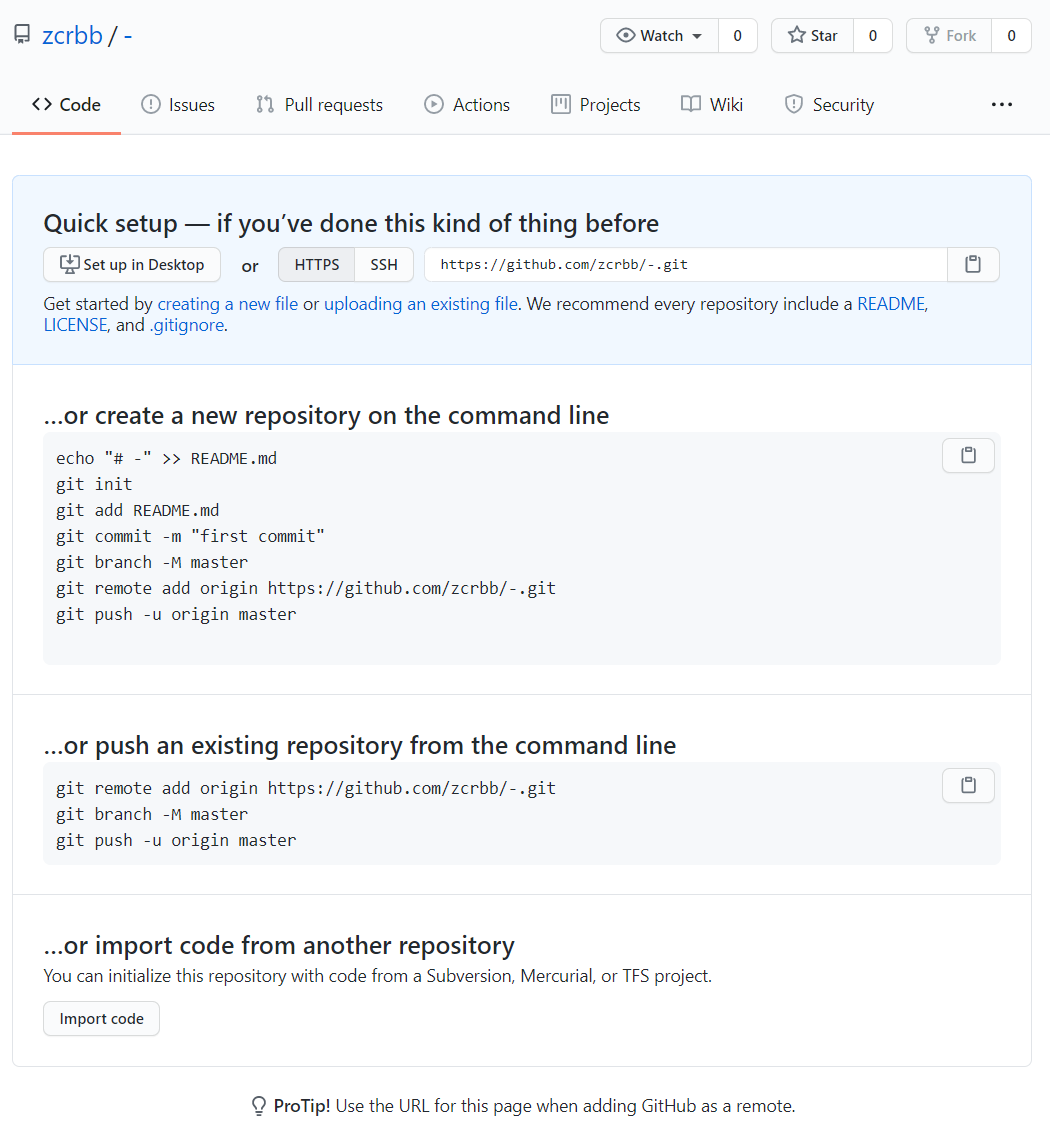 zcrbb / -
Watch 0 Star 0 Fork 0
Code Issues Pull requests Actions Projects Wiki Security ...
Quick setup — if you’ve done this kind of thing before
Set up in Desktop or HTTPS SSH https://github.com/zcrbb/-.git
Get started by creating a new file or uploading an existing file. We recommend every repository include a README,
LICENSE, and .gitignore.
…or create a new repository on the command line
echo "# -" >> README.md
git init
git add README.md
git commit -m "first commit"
git branch -M master
git remote add origin https://github.com/zcrbb/-.git
git push -u origin master
…or push an existing repository from the command line
git remote add origin https://github.com/zcrbb/-.git
git branch -M master
git push -u origin master
…or import code from another repository
You can initialize this repository with code from a Subversion, Mercurial, or TFS project.
Import code
ProTip! Use the URL for this page when adding GitHub as a remote.